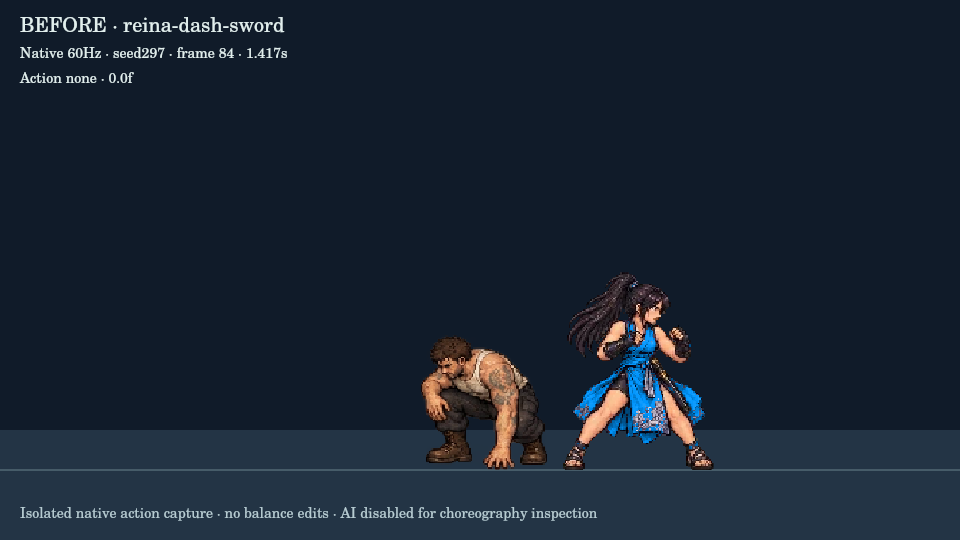 BEFORE · reina-dash-sword
Native 60Hz · seed297 · frame 84 · 1.417s
Action none · 0.0f
Isolated native action capture · no balance edits · AI disabled for choreography inspection